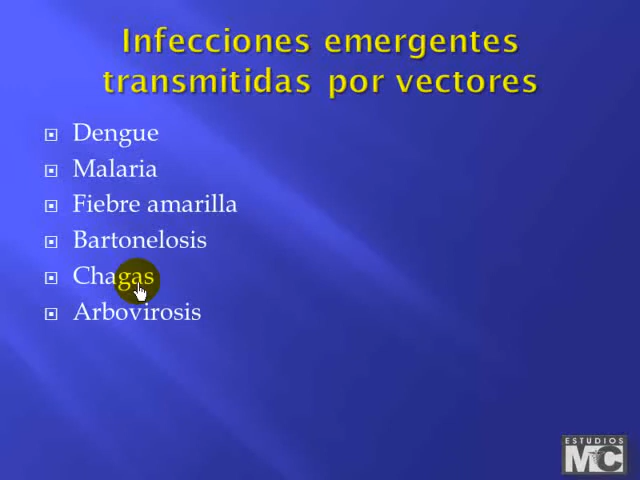 Infecciones emergentes
transmitidas por vectores
Dengue
Malaria
Fiebre amarilla
Bartonelosis
Chagas
Arbovirosis
ESTUDIOS
MC